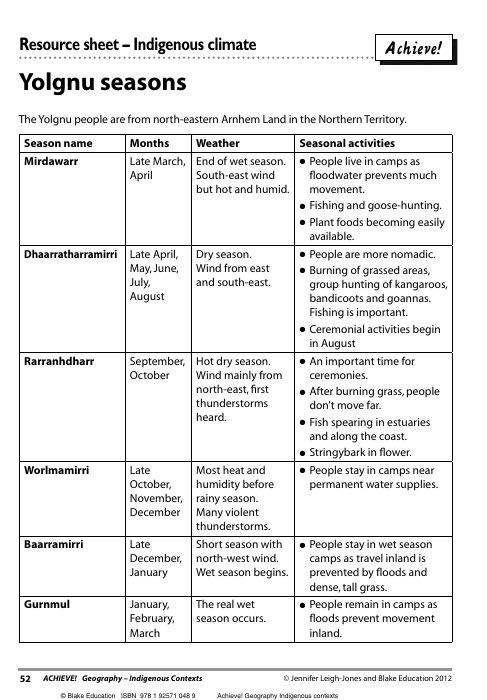 Resource sheet – Indigenous climate
Achieve!
Yolgnu seasons
The Yolgnu people are from north-eastern Arnhem Land in the Northern Territory.
Season name Months Weather Seasonal activities
Mirdawarr
Late March,
April
End of wet season.
South-east wind
but hot and humid.
● People live in camps as
floodwater prevents much
movement.
● Fishing and goose-hunting.
● Plant foods becoming easily
available.
Dhaarratharramirri
Late April,
May, June,
July,
August
Dry season.
Wind from east
and south-east.
● People are more nomadic.
● Burning of grassed areas,
group hunting of kangaroos,
bandicoots and goannas.
Fishing is important.
● Ceremonial activities begin
in August
Rarranhdharr
September,
October
Hot dry season.
Wind mainly from
north-east, first
thunderstorms
heard.
● An important time for
ceremonies.
● After burning grass, people
don't move far.
● Fish spearing in estuaries
and along the coast.
● Stringybark in flower.
Worlmamirri
Late
October,
November,
December
Most heat and
humidity before
rainy season.
Many violent
thunderstorms.
● People stay in camps near
permanent water supplies.
Baarramirri
Late
December,
January
Short season with
north-west wind.
Wet season begins.
● People stay in wet season
camps as travel inland is
prevented by floods and
dense, tall grass.
Gurnmul
January,
February,
March
The real wet
season occurs.
● People remain in camps as
floods prevent movement
inland.
52 ACHIEVE! Geography – Indigenous Contexts © Jennifer Leigh-Jones and Blake Education 2012
© Blake Education ISBN 978 1 92571 048 9 Achieve! Geography Indigenous contexts